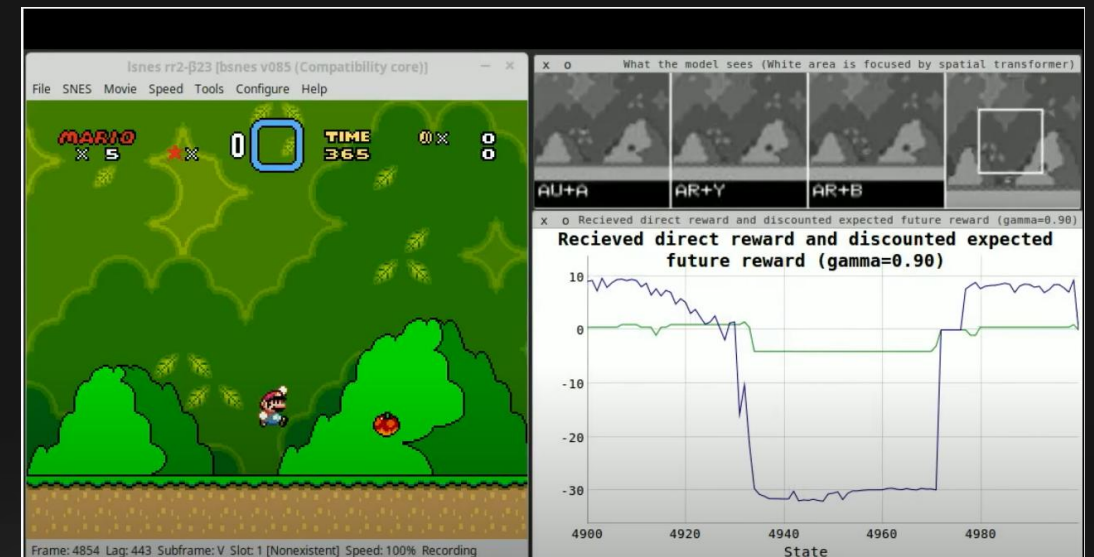 lsnes rr2-β23 [bsnes v085 (Compatibility core)]
File SNES Movie Speed Tools Configure Help
MARIO
x 5
x
0
TIME
365
x 0
0
Frame: 4854 Lag: 443 Subframe: V Slot: 1 [Nonexistent] Speed: 100% Recording
x o What the model sees (White area is focused by spatial transformer)
AU+A
AR+Y
AR+B
x o Recieved direct reward and discounted expected future reward (gamma=0.90)
Recieved direct reward and discounted expected
future reward (gamma=0.90)
10
0
-10
-20
-30
4900 4920 4940 4960 4980
State